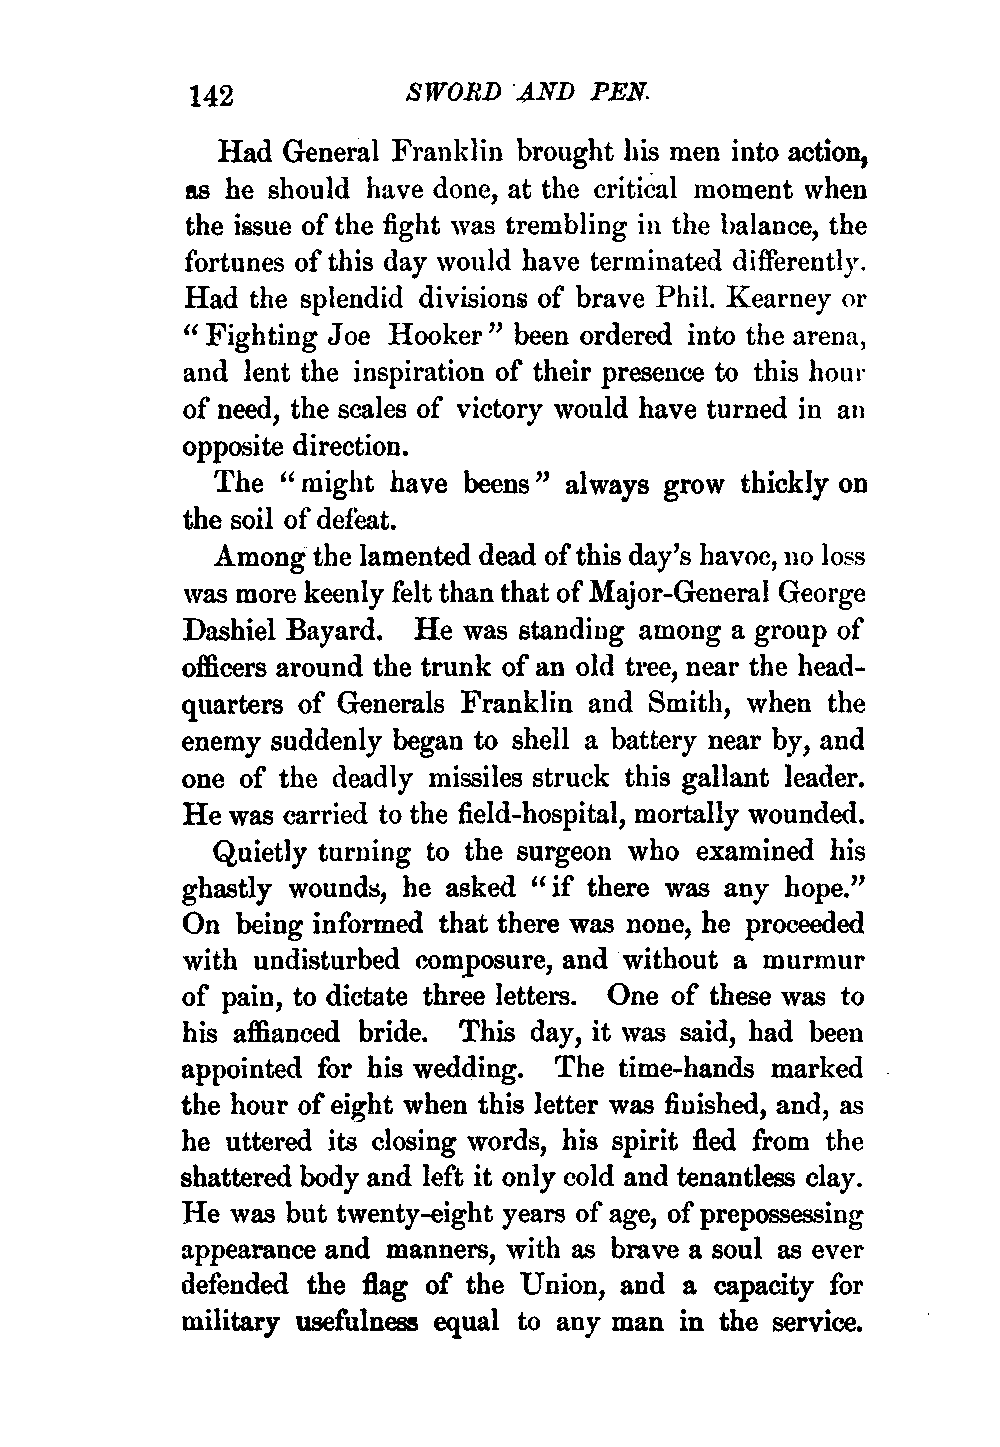 142 SWORD AND PEN.
Had General Franklin brought his men into action,
as he should have done, at the critical moment when
the issue of the fight was trembling in the balance, the
fortunes of this day would have terminated differently.
Had the splendid divisions of brave Phil. Kearney or
“Fighting Joe Hooker” been ordered into the arena,
and lent the inspiration of their presence to this hour
of need, the scales of victory would have turned in an
opposite direction.
The “might have beens” always grow thickly on
the soil of defeat.
Among the lamented dead of this day’s havoc, no loss
was more keenly felt than that of Major-General George
Dashiel Bayard. He was standing among a group of
officers around the trunk of an old tree, near the head-
quarters of Generals Franklin and Smith, when the
enemy suddenly began to shell a battery near by, and
one of the deadly missiles struck this gallant leader.
He was carried to the field-hospital, mortally wounded.
Quietly turning to the surgeon who examined his
ghastly wounds, he asked “if there was any hope.”
On being informed that there was none, he proceeded
with undisturbed composure, and without a murmur
of pain, to dictate three letters. One of these was to
his affianced bride. This day, it was said, had been
appointed for his wedding. The time-hands marked
the hour of eight when this letter was finished, and, as
he uttered its closing words, his spirit fled from the
shattered body and left it only cold and tenantless clay.
He was but twenty-eight years of age, of prepossessing
appearance and manners, with as brave a soul as ever
defended the flag of the Union, and a capacity for
military usefulness equal to any man in the service.